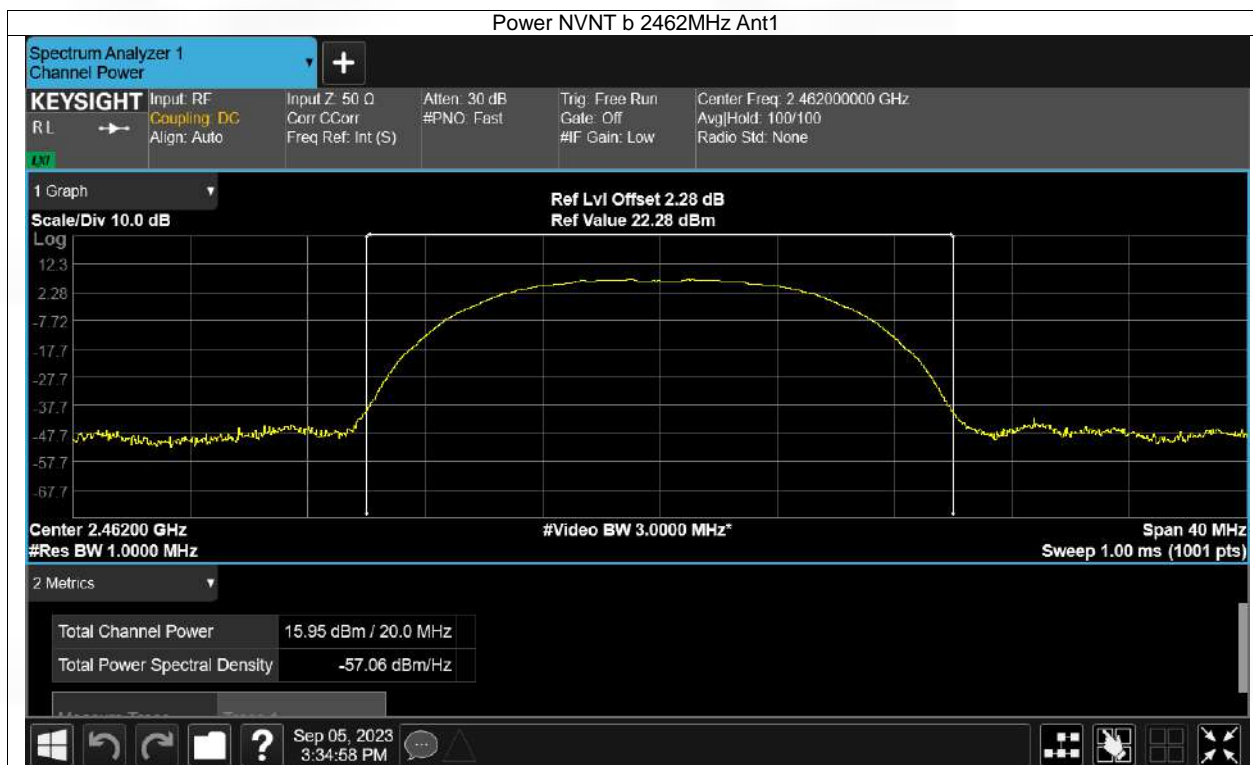 Power NVNT b 2462MHz Ant1
Spectrum Analyzer 1
Channel Power
+
KEYSIGHT
RL
LXI
Input: RF
Coupling: DC
Align: Auto
Input Z: 50 Ω
Corr CCorr
Freq Ref: Int (S)
Atten: 30 dB
#PNO: Fast
Trig: Free Run
Gate: Off
#IF Gain: Low
Center Freq: 2.462000000 GHz
Avg|Hold: 100/100
Radio Std: None
1 Graph
Scale/Div 10.0 dB
Ref Lvl Offset 2.28 dB
Ref Value 22.28 dBm
Log
12.3
2.28
-7.72
-17.7
-27.7
-37.7
-47.7
-57.7
-67.7
Center 2.46200 GHz
#Res BW 1.0000 MHz
#Video BW 3.0000 MHz*
Span 40 MHz
Sweep 1.00 ms (1001 pts)
2 Metrics
Total Channel Power 15.95 dBm / 20.0 MHz
Total Power Spectral Density -57.06 dBm/Hz
?
Sep 05, 2023
3:34:58 PM